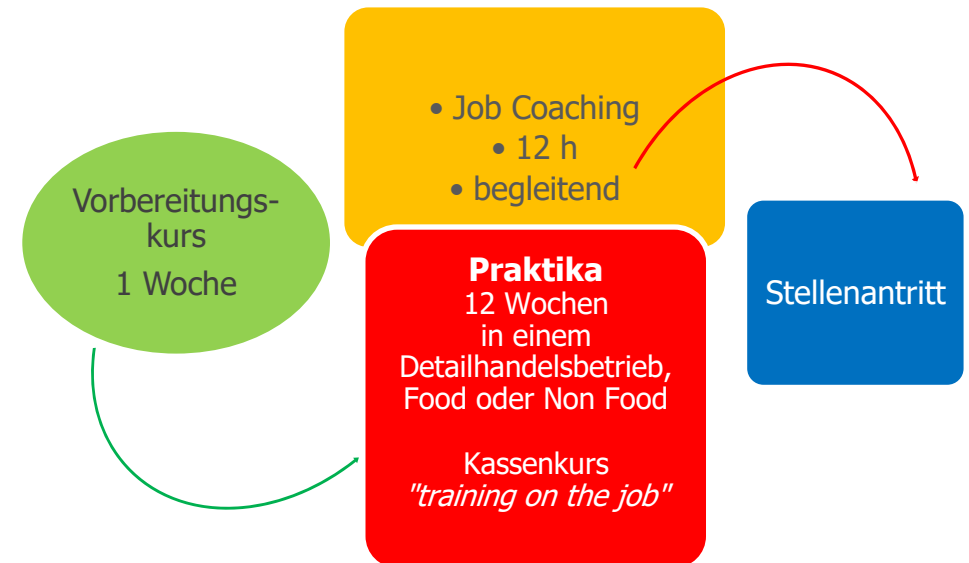 • Job Coaching
• 12 h
• begleitend
Vorbereitungs-
kurs
1 Woche
Praktika
12 Wochen
in einem
Detailhandelsbetrieb,
Food oder Non Food
Kassenkurs
"training on the job"
Stellenantritt